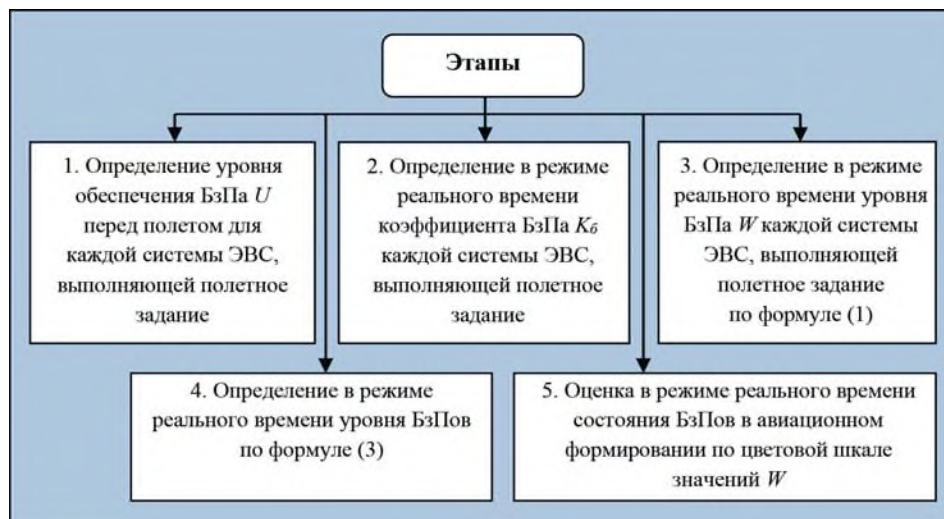 Этапы
1. Определение уровня
обеспечения БзПа U
перед полетом для
каждой системы ЭВС,
выполняющей полетное
задание
2. Определение в режиме
реального времени
коэффициента БзПа Kб
каждой системы ЭВС,
выполняющей полетное
задание
3. Определение в режиме
реального времени уровня
БзПа W каждой системы
ЭВС, выполняющей
полетное задание
по формуле (1)
4. Определение в режиме
реального времени уровня БзПов
по формуле (3)
5. Оценка в режиме реального времени
состояния БзПов в авиационном
формировании по цветовой шкале
значений W